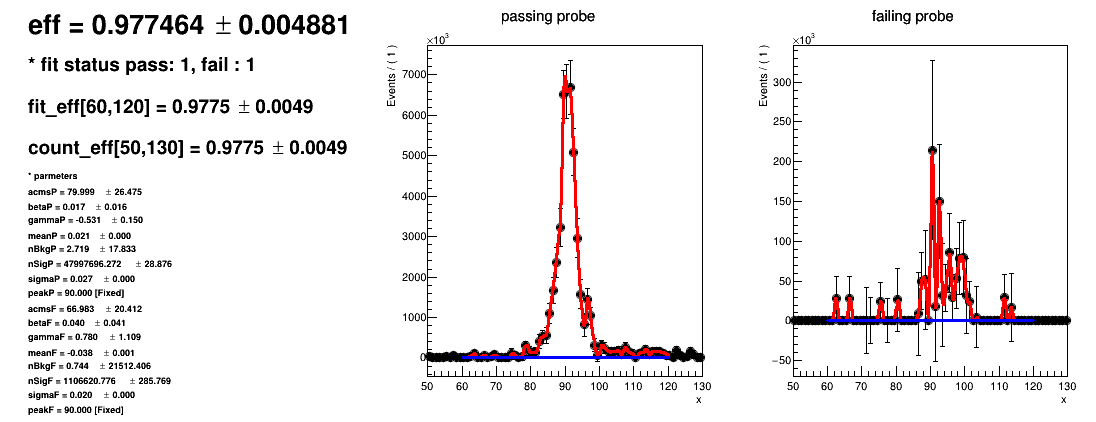 eff = 0.977464 ± 0.004881
* fit status pass: 1, fail : 1
fit_eff[60,120] = 0.9775 ± 0.0049
count_eff[50,130] = 0.9775 ± 0.0049
* parmeters
acmsP = 79.999 ± 26.475
betaP = 0.017 ± 0.016
gammaP = -0.531 ± 0.150
meanP = 0.021 ± 0.000
nBkgP = 2.719 ± 17.833
nSigP = 47997696.272 ± 28.876
sigmaP = 0.027 ± 0.000
peakP = 90.000 [Fixed]
acmsF = 66.983 ± 20.412
betaF = 0.040 ± 0.041
gammaF = 0.780 ± 1.109
meanF = -0.038 ± 0.001
nBkgF = 0.744 ± 21512.406
nSigF = 1106620.776 ± 285.769
sigmaF = 0.020 ± 0.000
peakF = 90.000 [Fixed]
passing probe
×10³
Events / ( 1 )
7000
6000
5000
4000
3000
2000
1000
0
50 60 70 80 90 100 110 120 130
x
failing probe
×10³
Events / ( 1 )
300
250
200
150
100
50
0
−50
50 60 70 80 90 100 110 120 130
x